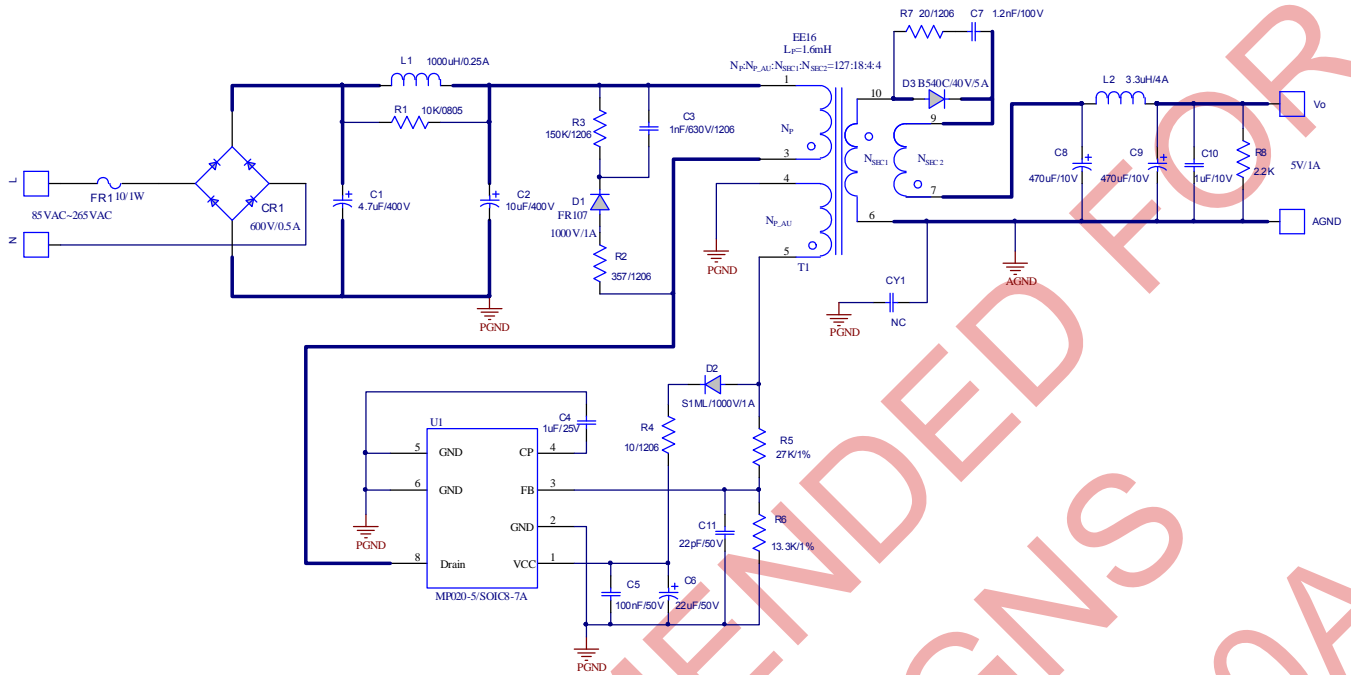 R7 20/1206 C7 1.2nF/100V
EE16
LP=1.6mH
NP:NP_AU:NSEC1:NSEC2=127:18:4:4
L1 1000uH/0.25A
R1 10K/0805
1
10
D3 B540C/40V/5A
L2 3.3uH/4A
Vo
R3
150K/1206
C3
1nF/630V/1206
NP
3
9
NSEC1
NSEC2
C8
470uF/10V
C9
470uF/10V
C10
1uF/10V
R8
2.2K
5V/1A
L
FR1 10/1W
85VAC~265VAC
N
CR1
600V/0.5A
C1
4.7uF/400V
C2
10uF/400V
D1
FR107
1000V/1A
R2
357/1206
4
NP_AU
5
T1
7
6
AGND
PGND
AGND
CY1
NC
PGND
PGND
D2
S1ML/1000V/1A
U1
C4
1uF/25V
R4
10/1206
R5
27K/1%
5 GND CP 4
6 GND FB 3
GND 2
8 Drain VCC 1
PGND
MP020-5/SOIC8-7A
C11
22pF/50V
R6
13.3K/1%
C5
100nF/50V
C6
22uF/50V
PGND
ENDED FOR
GNS
0A